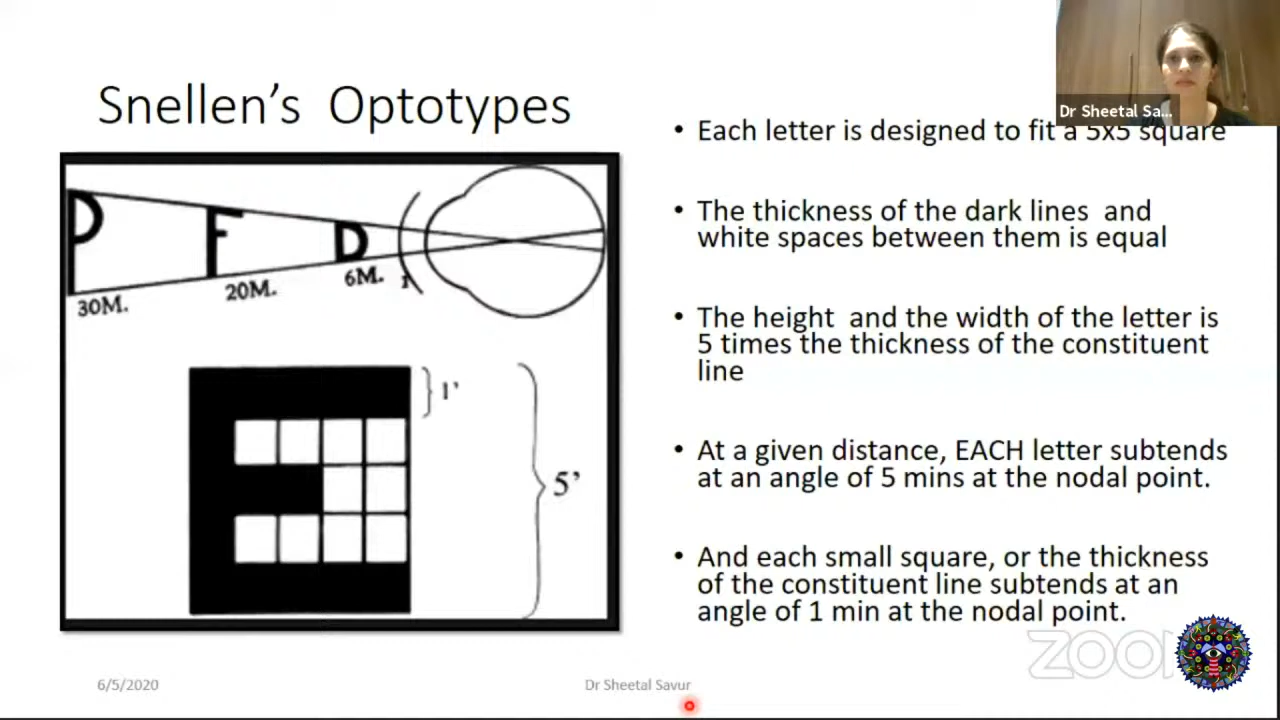 Snellen's Optotypes
Dr Sheetal Sa...
• Each letter is designed to fit a 5x5 square
• The thickness of the dark lines and
white spaces between them is equal
• The height and the width of the letter is
5 times the thickness of the constituent
line
• At a given distance, EACH letter subtends
at an angle of 5 mins at the nodal point.
• And each small square, or the thickness
of the constituent line subtends at an
angle of 1 min at the nodal point.
P F D
30M. 20M. 6M.
1'
5'
zoom
6/5/2020
Dr Sheetal Savur